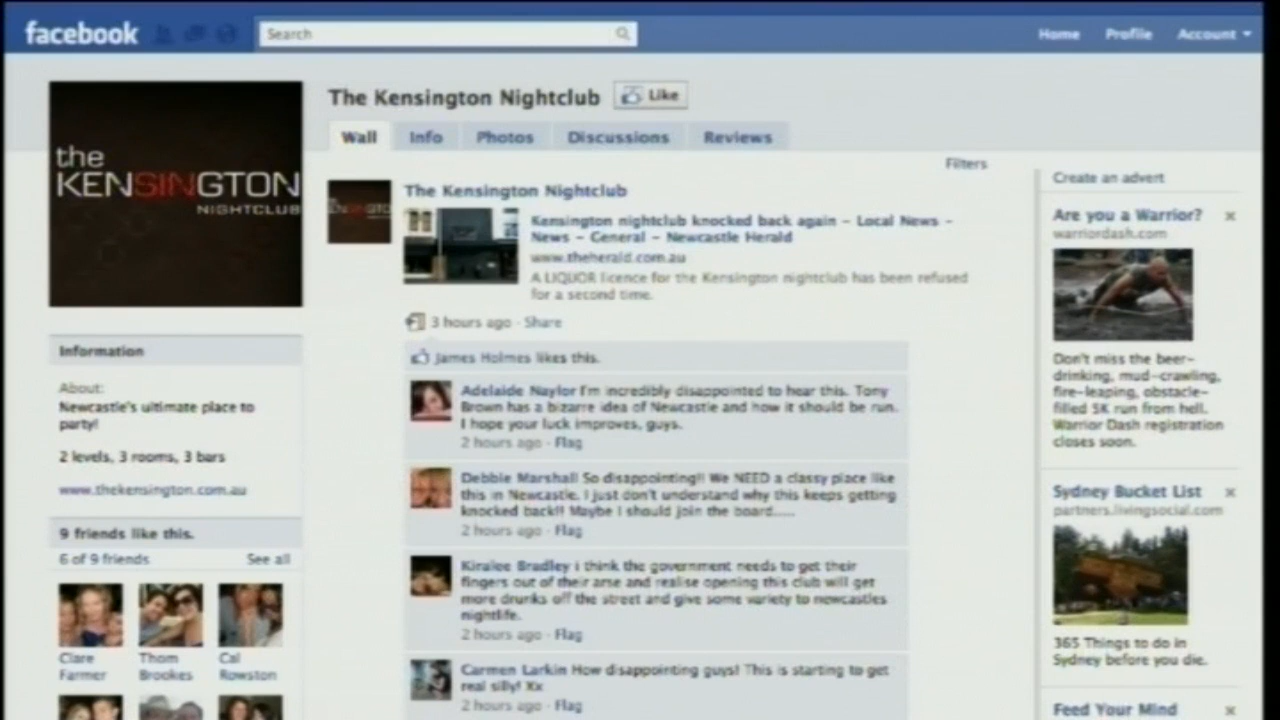 facebook
Search
Home Profile Account
the
KENSINGTON
NIGHTCLUB
The Kensington Nightclub
Like
Wall Info Photos Discussions Reviews
Filters
The Kensington Nightclub
Kensington nightclub knocked back again – Local News –
News – General – Newcastle Herald
www.theherald.com.au
A LIQUOR licence for the Kensington nightclub has been refused
for a second time.
3 hours ago · Share
James Holmes likes this.
Adelaide Naylor I'm incredibly disappointed to hear this. Tony
Brown has a bizarre idea of Newcastle and how it should be run.
I hope your luck improves, guys.
2 hours ago · Flag
Debbie Marshall So disappointing!! We NEED a classy place like
this in Newcastle. I just don't understand why this keeps getting
knocked back!! Maybe I should join the board.....
2 hours ago · Flag
Kiralee Bradley i think the government needs to get their
fingers out of their arse and realise opening this club will get
more drunks off the street and give some variety to newcastles
nightlife.
2 hours ago · Flag
Carmen Larkin How disappointing guys! This is starting to get
real silly! Xx
2 hours ago · Flag
Information
About:
Newcastle's ultimate place to
party!
2 levels, 3 rooms, 3 bars
www.thekensington.com.au
9 friends like this.
6 of 9 friends See all
Clare
Farmer
Thom
Brookes
Cal
Rowston
Create an advert
Are you a Warrior?
warriordash.com
Don't miss the beer-
drinking, mud-crawling,
fire-leaping, obstacle-
filled 5K run from hell.
Warrior Dash registration
closes soon.
Sydney Bucket List
partners.livingsocial.com
365 Things to do in
Sydney before you die.
Feed Your Mind